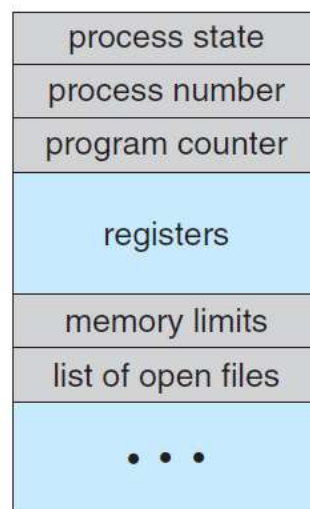 process state
process number
program counter
registers
memory limits
list of open files
• • •